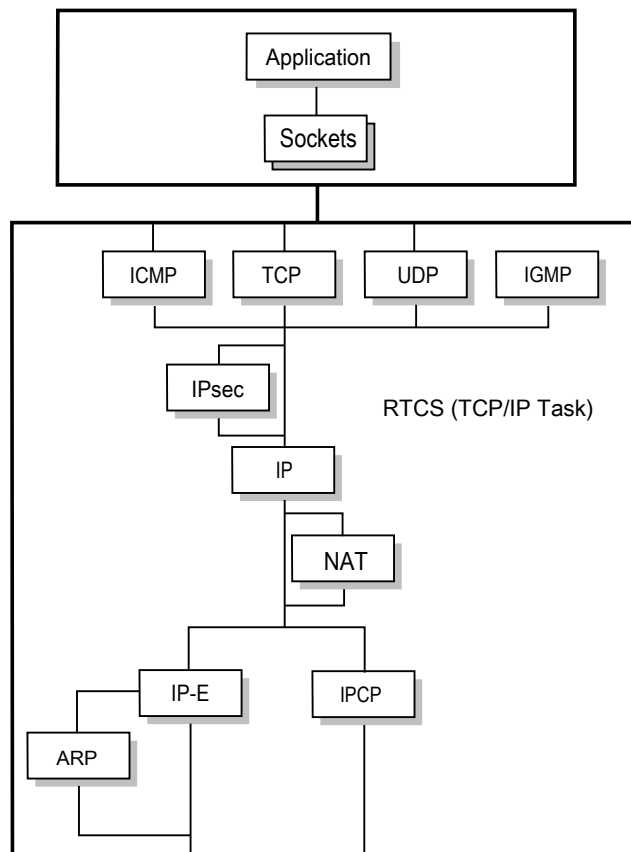 Application
Sockets
ICMP
TCP
UDP
IGMP
IPsec
RTCS (TCP/IP Task)
IP
NAT
IP-E
IPCP
ARP